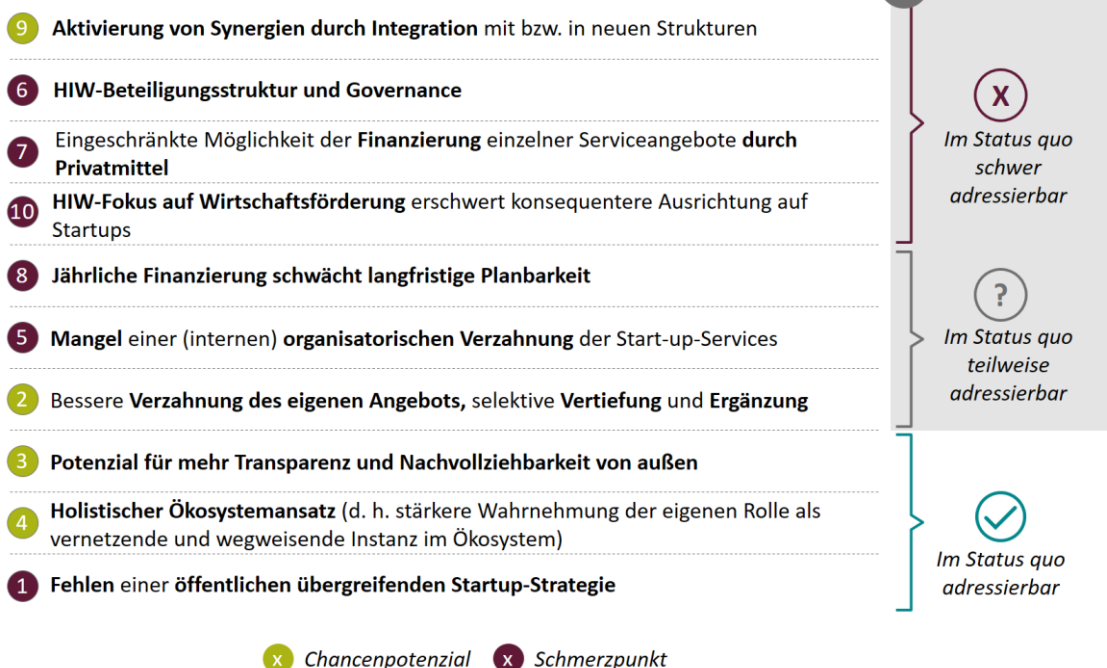 9 Aktivierung von Synergien durch Integration mit bzw. in neuen Strukturen
6 HIW-Beteiligungsstruktur und Governance
7 Eingeschränkte Möglichkeit der Finanzierung einzelner Serviceangebote durch
Privatmittel
10 HIW-Fokus auf Wirtschaftsförderung erschwert konsequentere Ausrichtung auf
Startups
X
Im Status quo
schwer
adressierbar
8 Jährliche Finanzierung schwächt langfristige Planbarkeit
5 Mangel einer (internen) organisatorischen Verzahnung der Start-up-Services
2 Bessere Verzahnung des eigenen Angebots, selektive Vertiefung und Ergänzung
?
Im Status quo
teilweise
adressierbar
3 Potenzial für mehr Transparenz und Nachvollziehbarkeit von außen
4 Holistischer Ökosystemansatz (d. h. stärkere Wahrnehmung der eigenen Rolle als
vernetzende und wegweisende Instanz im Ökosystem)
1 Fehlen einer öffentlichen übergreifenden Startup-Strategie
Im Status quo
adressierbar
x Chancenpotenzial x Schmerzpunkt